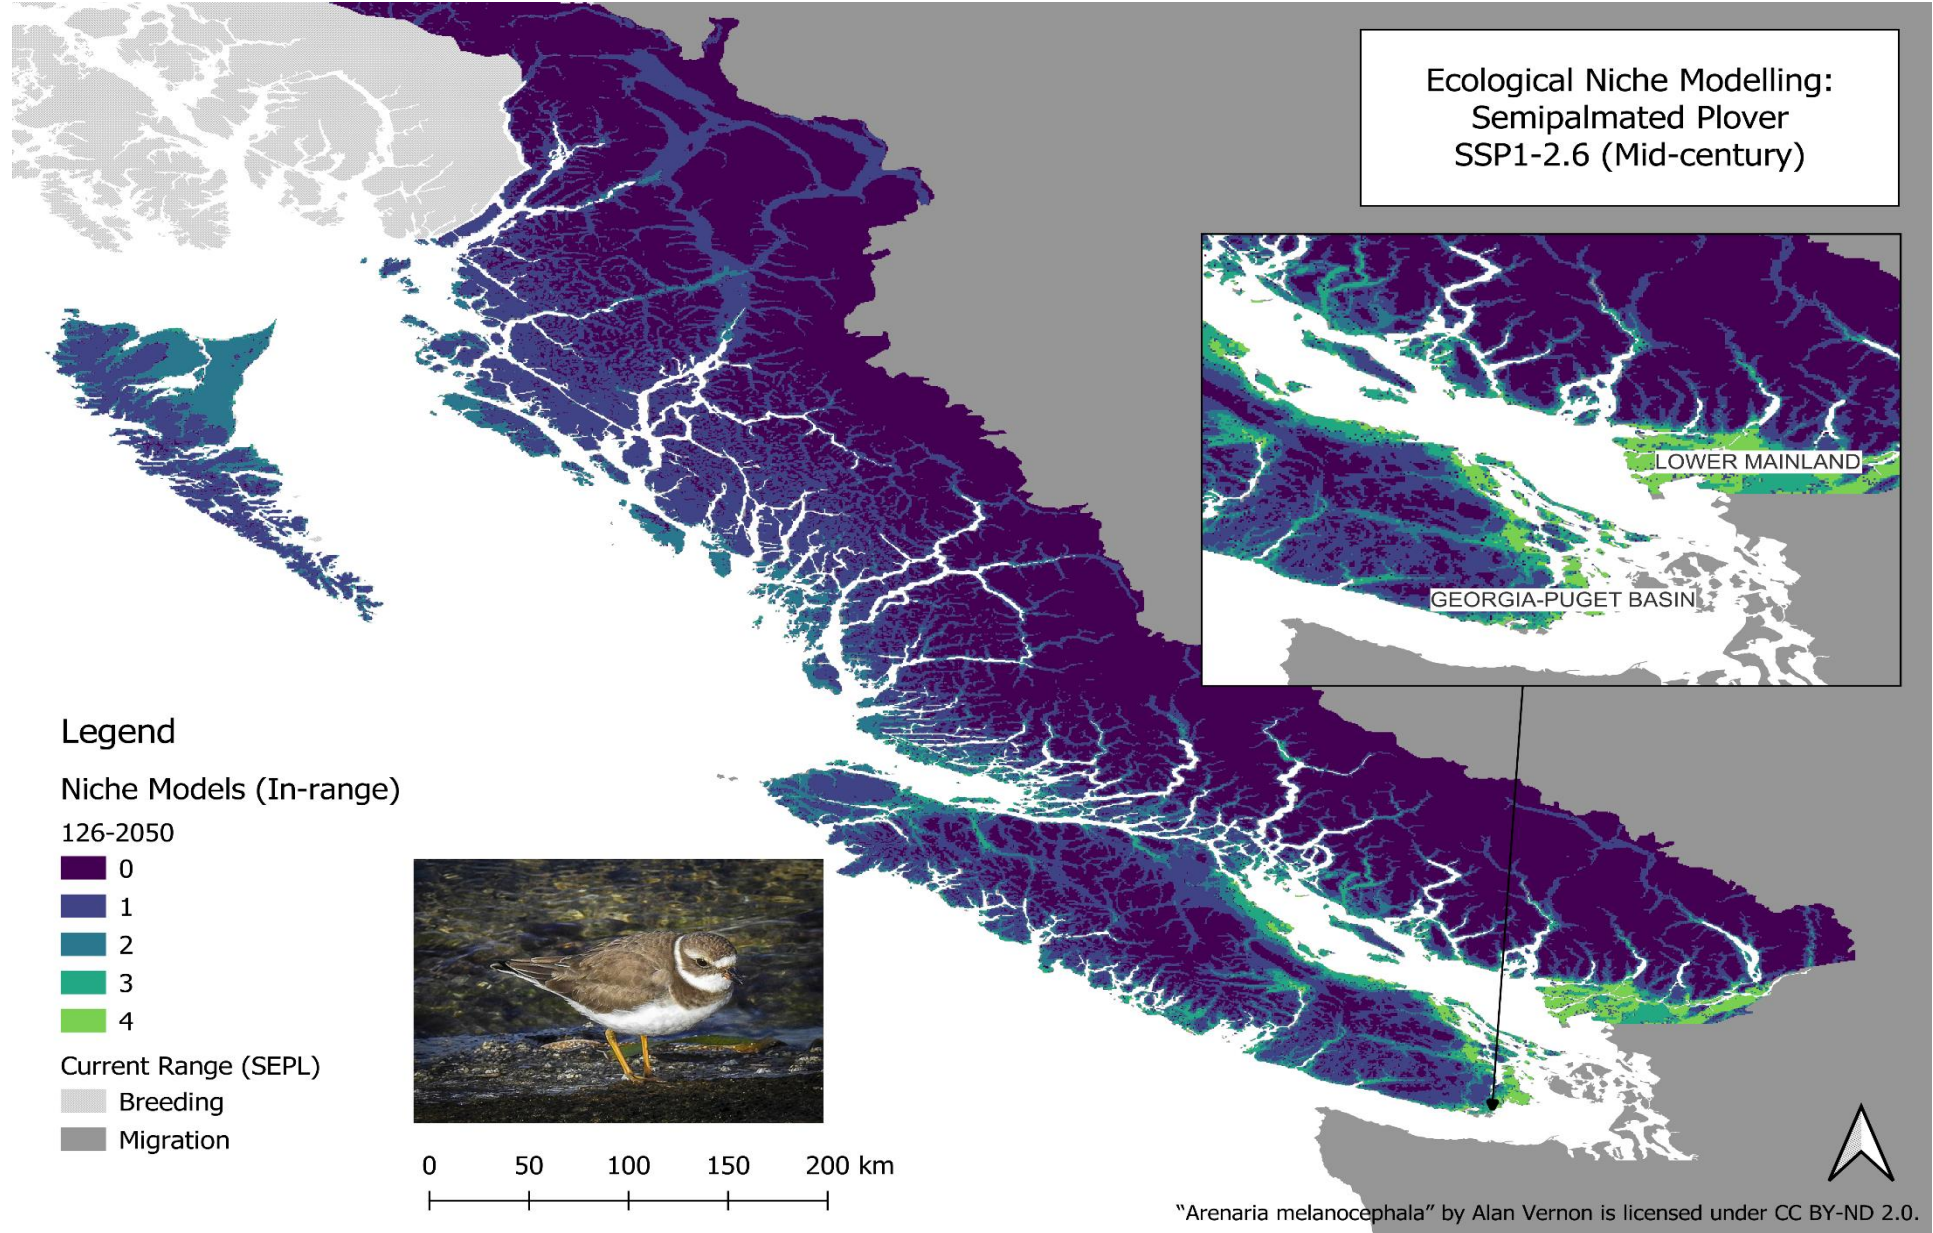 Ecological Niche Modelling:
Semipalmated Plover
SSP1-2.6 (Mid-century)
LOWER MAINLAND
GEORGIA-PUGET BASIN
Legend
Niche Models (In-range)
126-2050
0
1
2
3
4
Current Range (SEPL)
Breeding
Migration
0 50 100 150 200 km
“Arenaria melanocephala” by Alan Vernon is licensed under CC BY-ND 2.0.